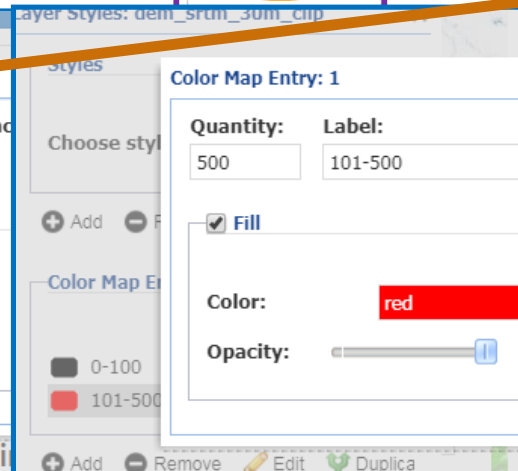 Layer Styles: dem_srtm_30m_clip
Styles
Color Map Entry: 1
Quantity: Label:
Choose styl
500 101-500
Add
Fill
Color Map En
Color: red
Opacity:
0-100
101-500
Add Remove Edit Duplica